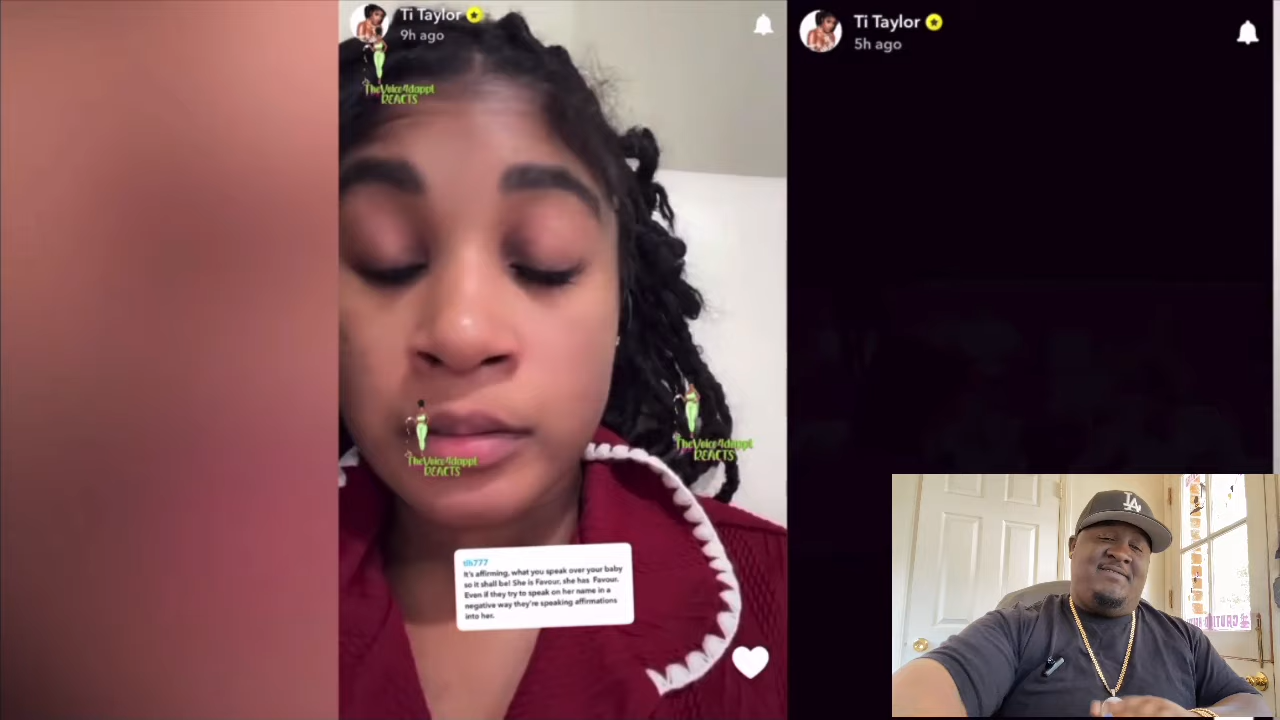 Ti Taylor
9h ago
TheVoice4dappl
REACTS
Ti Taylor
5h ago
TheVoice4dappl
REACTS
TheVoice4dappl
REACTS
tlh777
It's affirming, what you speak over your baby
so it shall be! She is Favour, she has Favour.
Even if they try to speak on her name in a
negative way they're speaking affirmations
into her.
LA